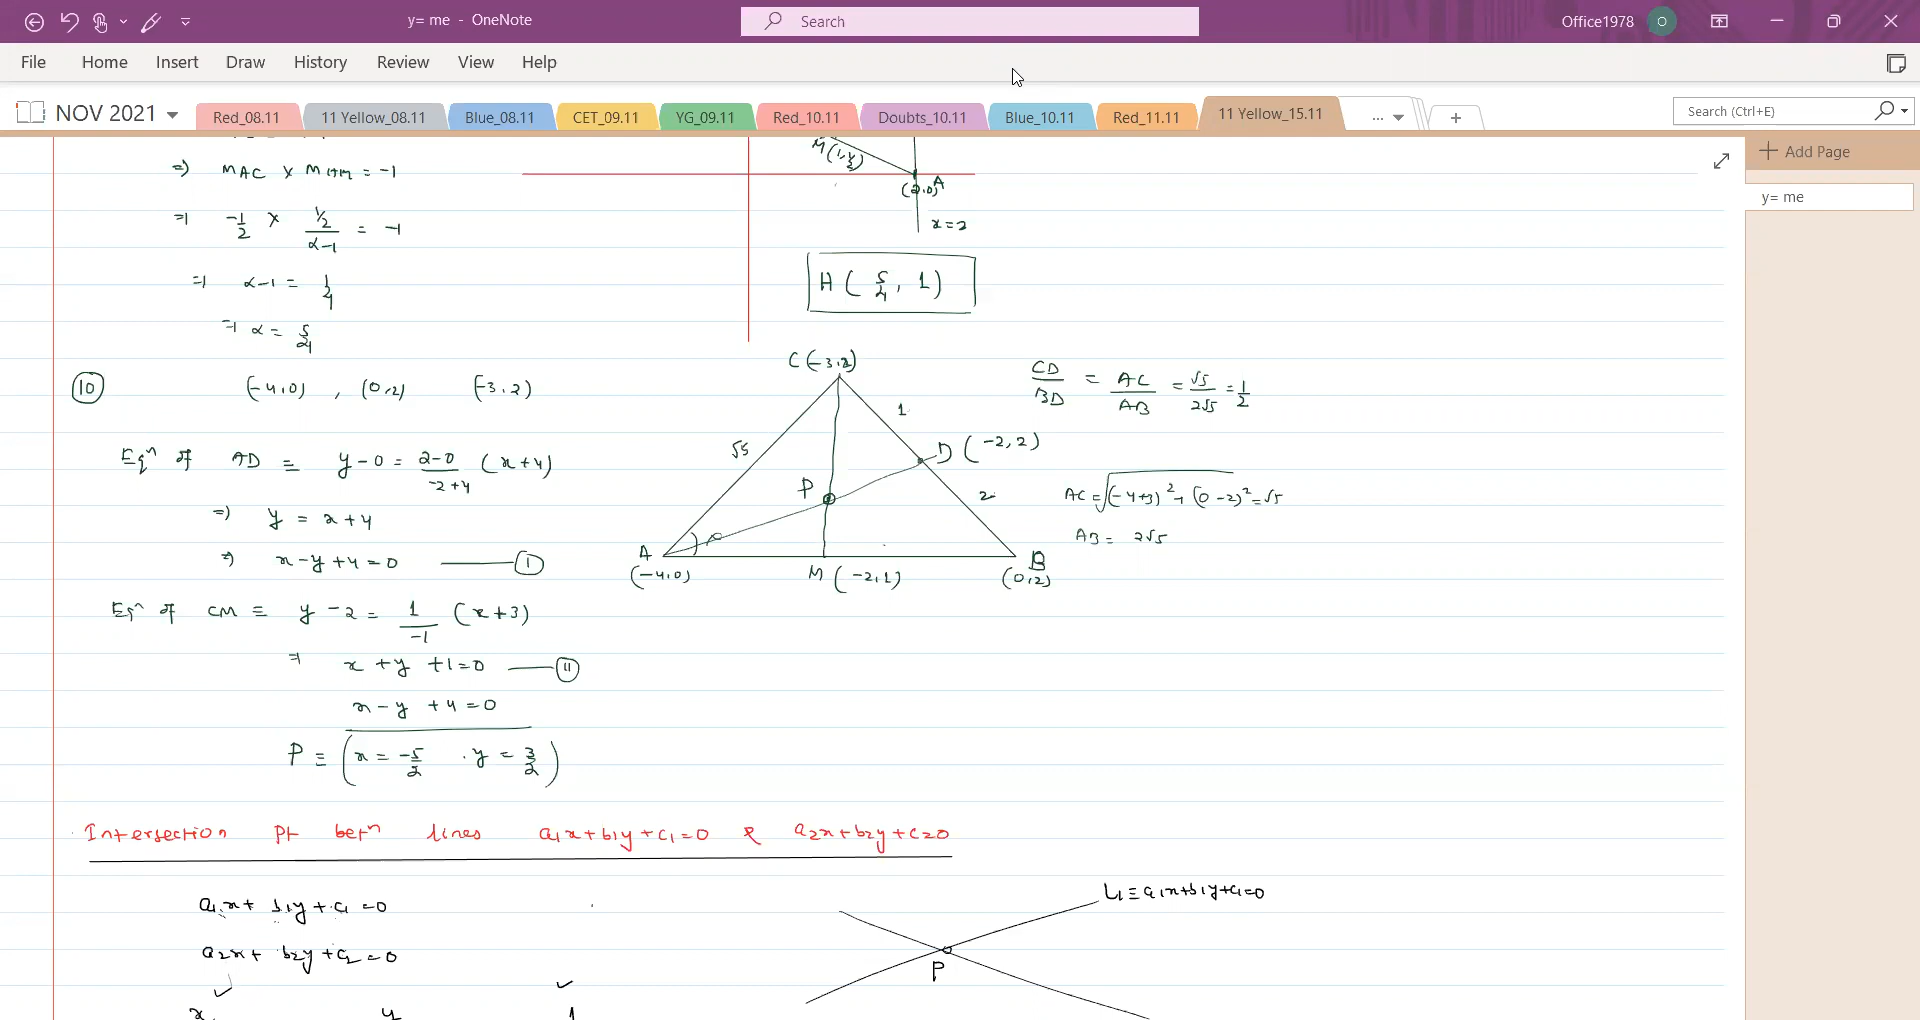 y= me - OneNote
Search
Office1978
O
File Home Insert Draw History Review View Help
NOV 2021
Red_08.11 11 Yellow_08.11 Blue_08.11 CET_09.11 YG_09.11 Red_10.11 Doubts_10.11 Blue_10.11 Red_11.11 11 Yellow_15.11 ... +
Search (Ctrl+E)
Add Page
y= me
⇒ mAC × mHM = -1
⇒ -1/2 × (1/2)/(α-1) = -1
⇒ α-1 = 1/4
⇒ α = 5/4
M(1,1/2)
(2,0) A
x=2
H ( 5/4, 1 )
10 (-4,0) , (0,2) (-3,2)
Eqn of AD ≡ y-0 = (2-0)/(-2+4) (x+4)
⇒ y = x+4
⇒ x-y+4=0 I
Eqn of CM ≡ y-2 = 1/-1 (x+3)
⇒ x+y+1=0 II
x-y+4=0
P ≡ (x = -5/2 , y = 3/2)
C (-3,2)
1
√5
D (-2,2)
P
2
A
(-4,0)
M (-2,1)
B
(0,2)
CD/BD = AC/AB = √5/2√5 = 1/2
AC = √(-4+3)²+(0-2)² = √5
AB = 2√5
Intersection Pt betn lines a1x+b1y+c1=0 & a2x+b2y+c2=0
a1x+ b1y+c1=0
a2x+ b2y+c2=0
x y 1
L1≡a1x+b1y+c1=0
P